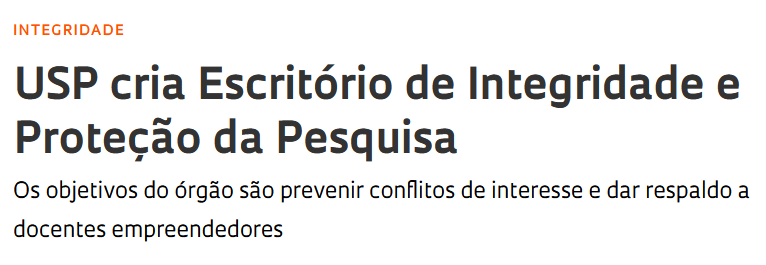 INTEGRIDADE
USP cria Escritório de Integridade e
Proteção da Pesquisa
Os objetivos do órgão são prevenir conflitos de interesse e dar respaldo a
docentes empreendedores